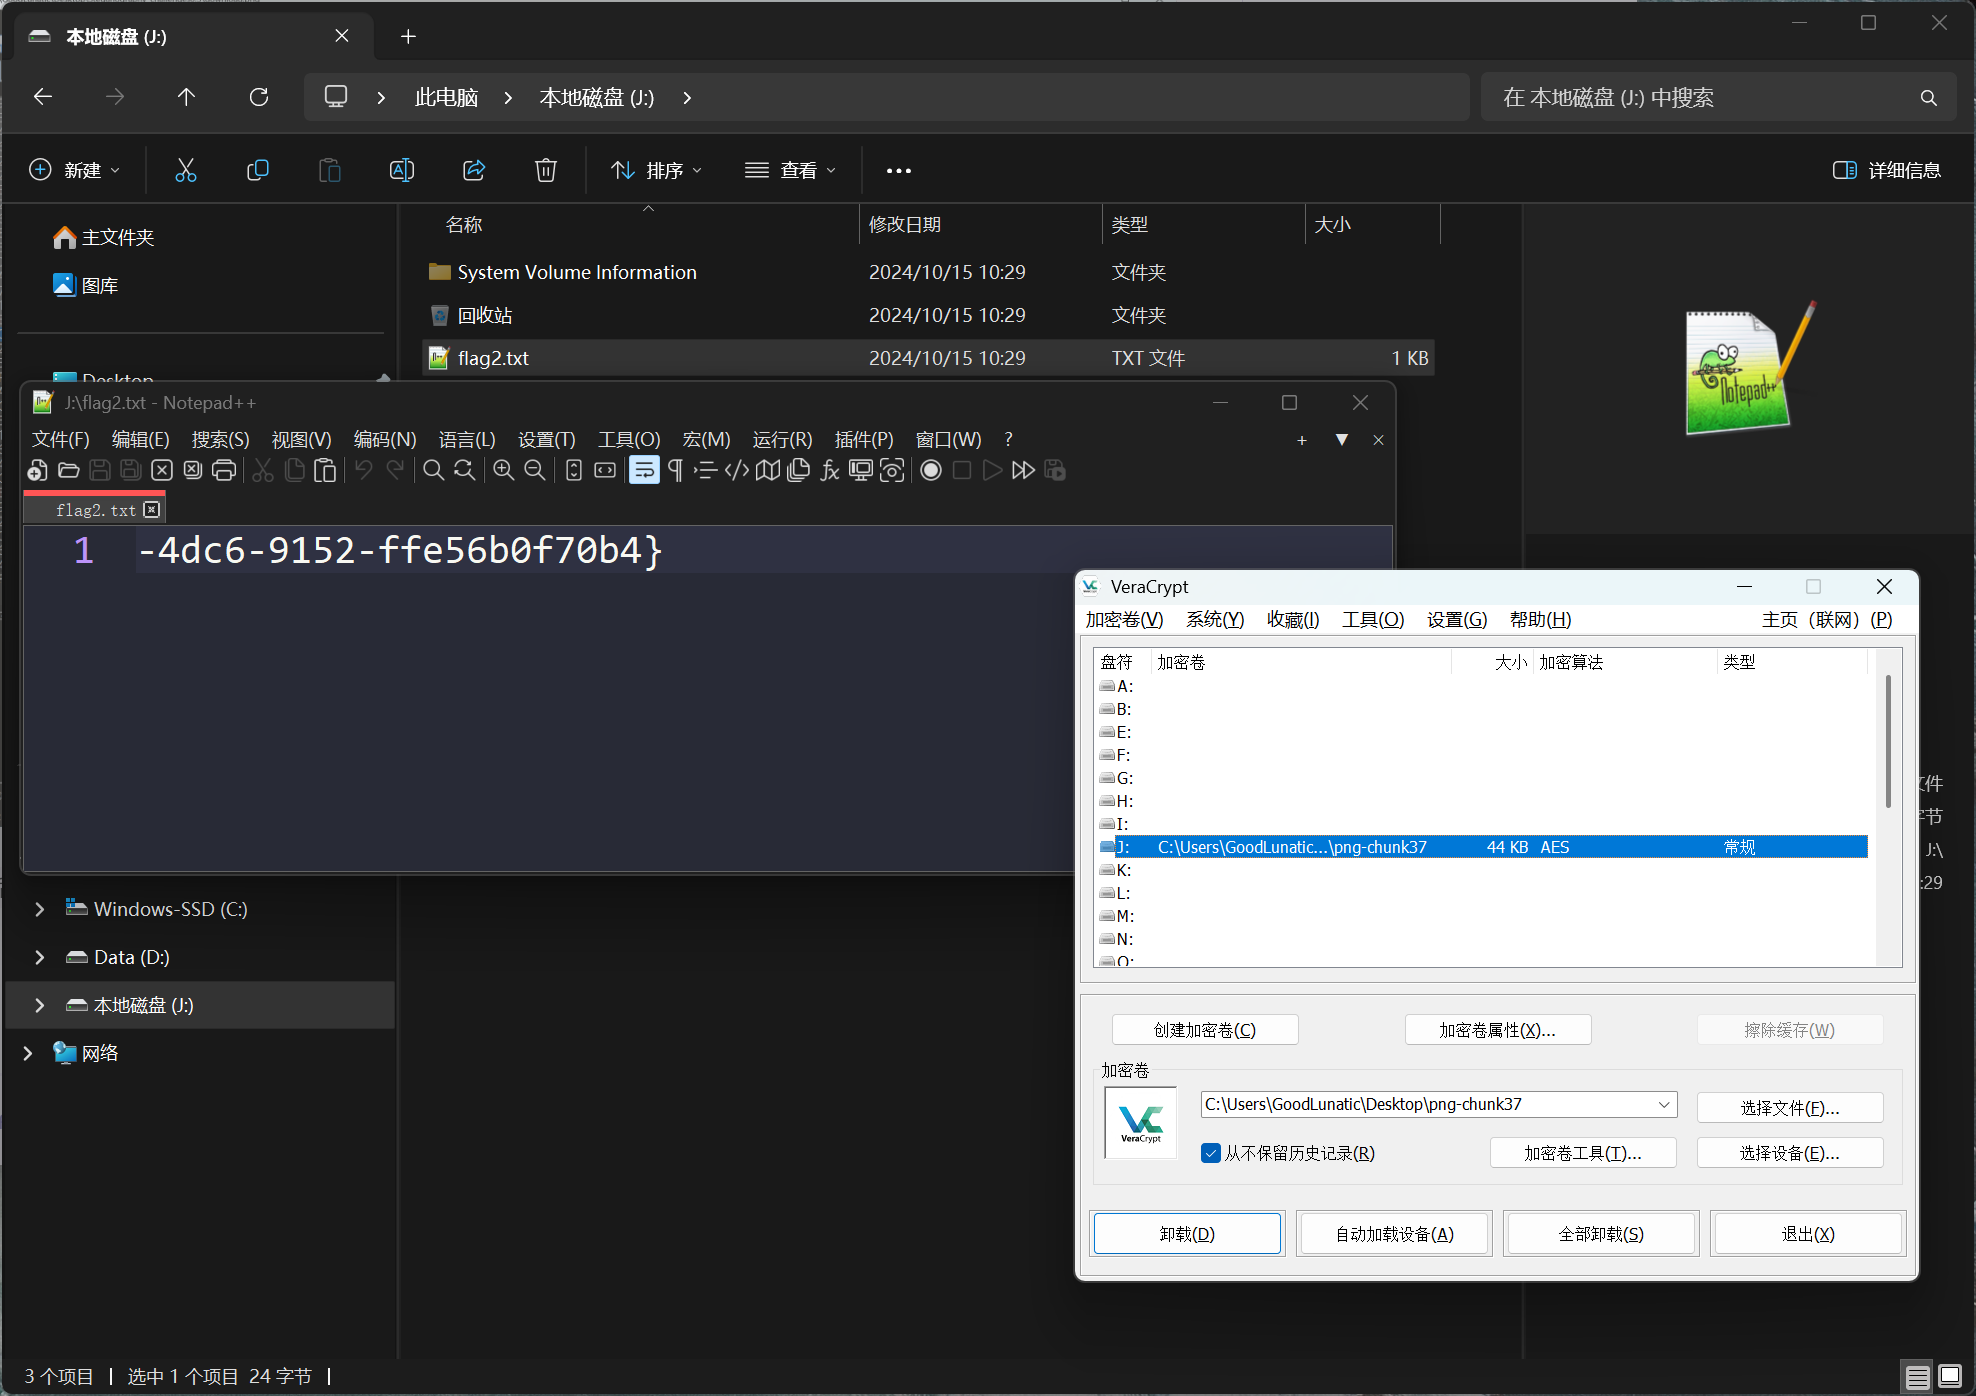 本地磁盘 (J:)
此电脑
本地磁盘 (J:)
在 本地磁盘 (J:) 中搜索
新建
排序
查看
详细信息
主文件夹
图库
Desktop
名称 修改日期 类型 大小
System Volume Information 2024/10/15 10:29 文件夹
回收站 2024/10/15 10:29 文件夹
flag2.txt 2024/10/15 10:29 TXT 文件 1 KB
Notepad++
J:\flag2.txt - Notepad++
文件(F) 编辑(E) 搜索(S) 视图(V) 编码(N) 语言(L) 设置(T) 工具(O) 宏(M) 运行(R) 插件(P) 窗口(W) ?
flag2.txt
1 -4dc6-9152-ffe56b0f70b4}
VeraCrypt
加密卷(V) 系统(Y) 收藏(I) 工具(O) 设置(G) 帮助(H) 主页（联网）(P)
盘符 加密卷 大小 加密算法 类型
A:
B:
E:
F:
G:
H:
I:
J: C:\Users\GoodLunatic...\png-chunk37 44 KB AES 常规
K:
L:
M:
N:
O:
创建加密卷(C) 加密卷属性(X)... 擦除缓存(W)
加密卷
VeraCrypt
C:\Users\GoodLunatic\Desktop\png-chunk37
选择文件(F)...
从不保留历史记录(R)
加密卷工具(T)...
选择设备(E)...
卸载(D) 自动加载设备(A) 全部卸载(S) 退出(X)
件
字节
J:\
:29
Windows-SSD (C:)
Data (D:)
本地磁盘 (J:)
网络
3 个项目
选中 1 个项目 24 字节